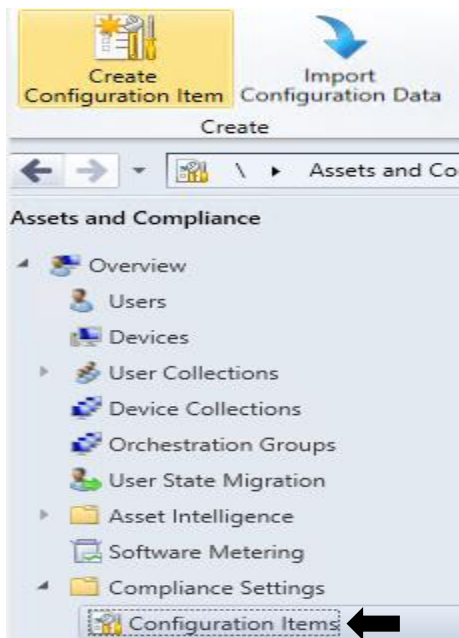 Create Import
Configuration Item Configuration Data
Create
\ Assets and Co
Assets and Compliance
Overview
Users
Devices
User Collections
Device Collections
Orchestration Groups
User State Migration
Asset Intelligence
Software Metering
Compliance Settings
Configuration Items